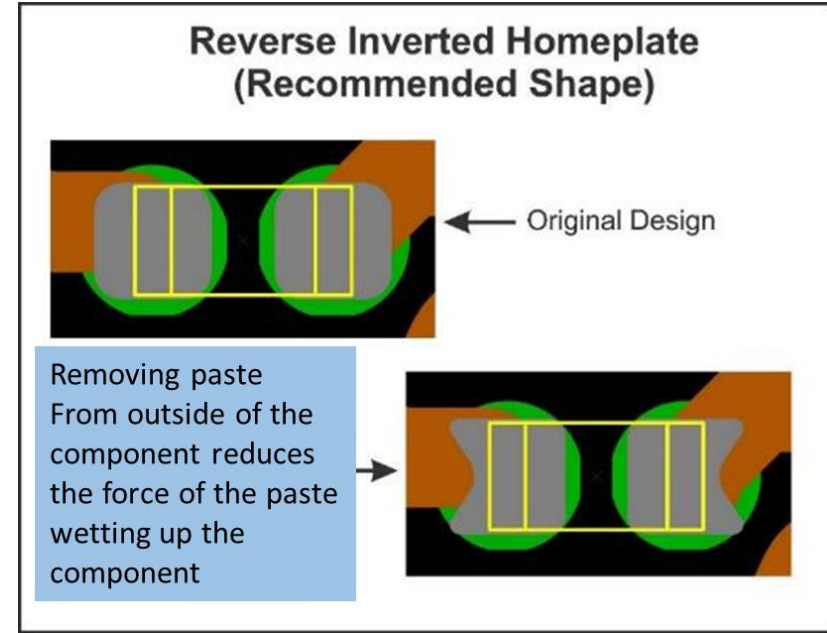 Reverse Inverted Homeplate
(Recommended Shape)
Original Design
Removing paste
From outside of the
component reduces
the force of the paste
wetting up the
component